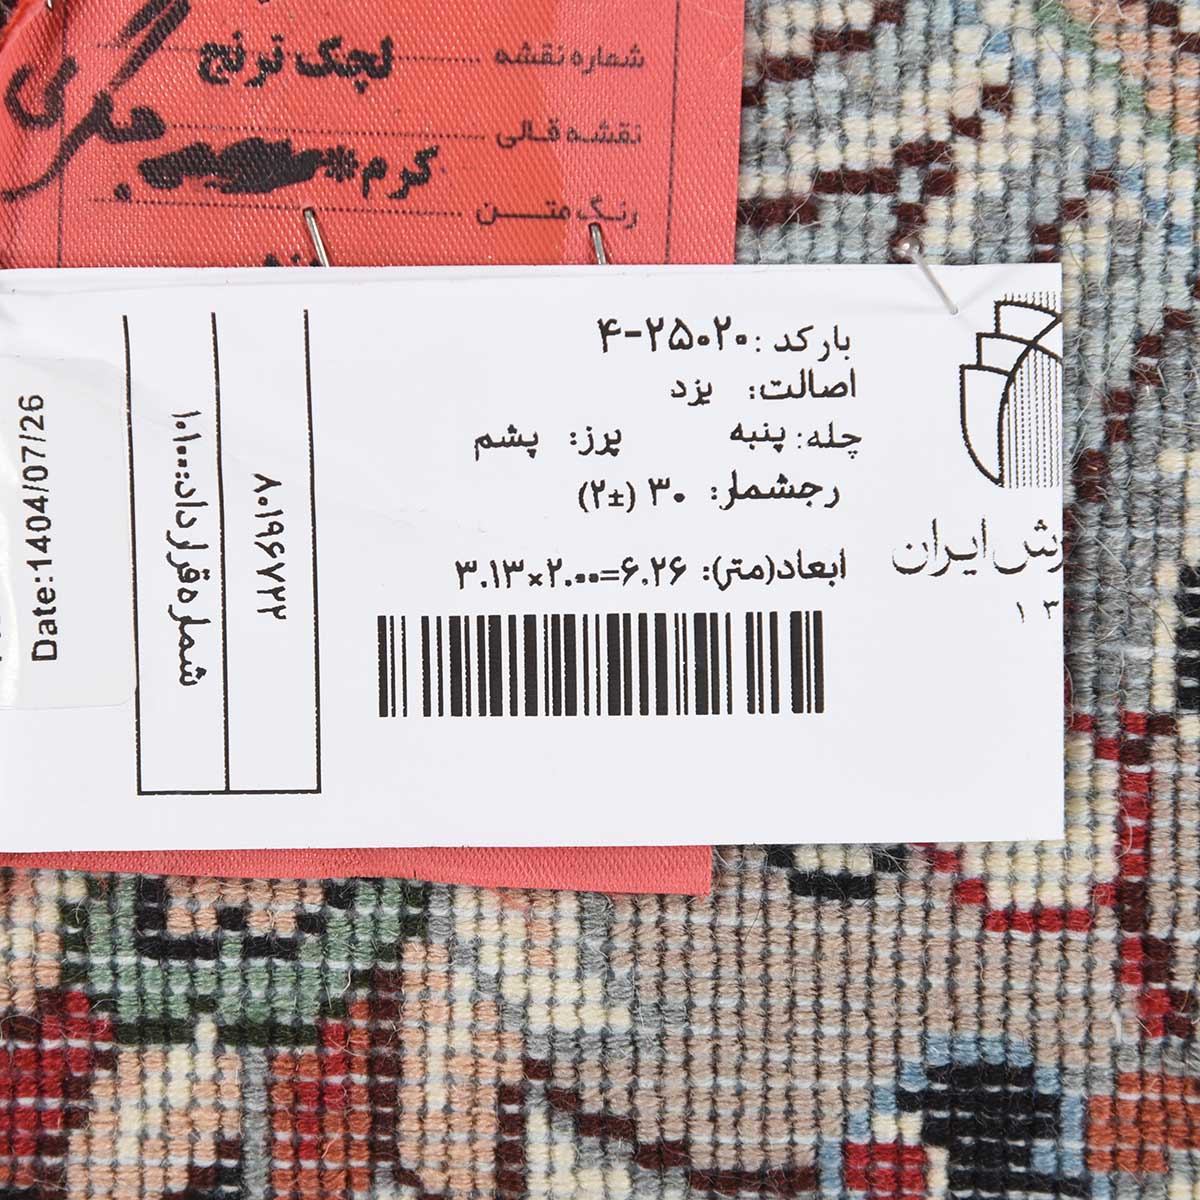 شماره نقشه لچک ترنج
نقشه قالی
کرم*
رنگ متن
بارکد: ۲۵۰۲۰-۴
اصالت: یزد
چله: پنبه پرز: پشم
رجشمار: ۳۰ (±۲)
ابعاد(متر): ۳.۱۳×۲.۰۰=۶.۲۶
رش ایران
۱۳
۸۰۱۹۶۷۲۲
شماره قرارداد:۱۰۱۰۰
Date:1404/07/26